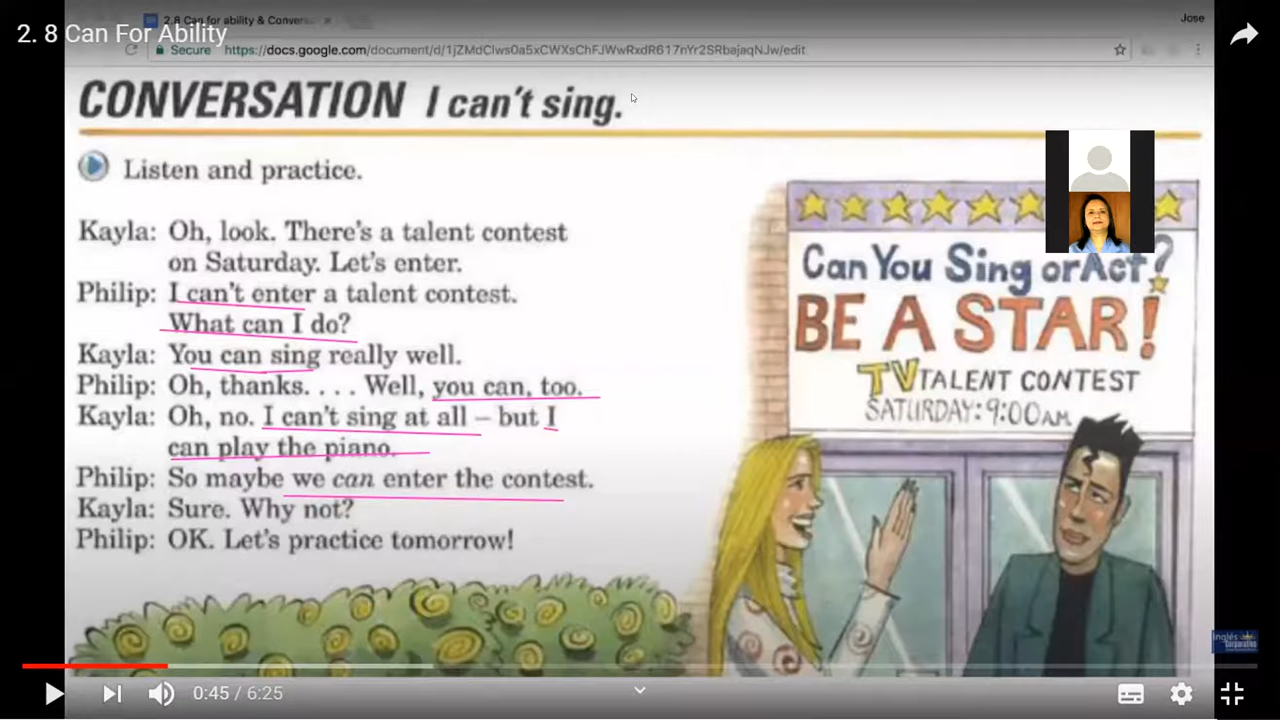 2.8 Can for ability & Convers
Jose
2. 8 Can For Ability
Secure https://docs.google.com/document/d/1jZMdCIws0a5xCWXsChFJWwRxdR617nYr2SRbajaqNJw/edit
CONVERSATION I can't sing.
Listen and practice.
Kayla: Oh, look. There's a talent contest
on Saturday. Let's enter.
Philip: I can't enter a talent contest.
What can I do?
Kayla: You can sing really well.
Philip: Oh, thanks. . . . Well, you can, too.
Kayla: Oh, no. I can't sing at all – but I
can play the piano.
Philip: So maybe we can enter the contest.
Kayla: Sure. Why not?
Philip: OK. Let's practice tomorrow!
Can You Sing or Act?
BE A STAR!
TV TALENT CONTEST
SATURDAY: 9:00 AM
Inglés
Corporativo
0:45 / 6:25